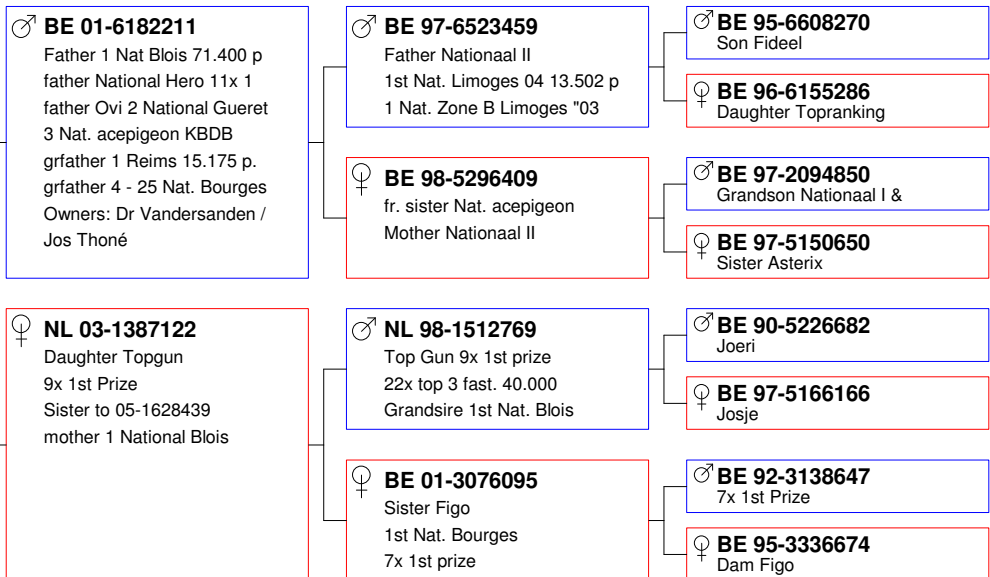 BE 01-6182211
Father 1 Nat Blois 71.400 p
father National Hero 11x 1
father Ovi 2 National Gueret
3 Nat. acepigeon KBDB
grfather 1 Reims 15.175 p.
grfather 4 - 25 Nat. Bourges
Owners: Dr Vandersanden /
Jos Thoné
NL 03-1387122
Daughter Topgun
9x 1st Prize
Sister to 05-1628439
mother 1 National Blois
BE 97-6523459
Father Nationaal II
1st Nat. Limoges 04 13.502 p
1 Nat. Zone B Limoges "03
BE 98-5296409
fr. sister Nat. acepigeon
Mother Nationaal II
NL 98-1512769
Top Gun 9x 1st prize
22x top 3 fast. 40.000
Grandsire 1st Nat. Blois
BE 01-3076095
Sister Figo
1st Nat. Bourges
7x 1st prize
BE 95-6608270
Son Fideel
BE 96-6155286
Daughter Topranking
BE 97-2094850
Grandson Nationaal I &
BE 97-5150650
Sister Asterix
BE 90-5226682
Joeri
BE 97-5166166
Josje
BE 92-3138647
7x 1st Prize
BE 95-3336674
Dam Figo